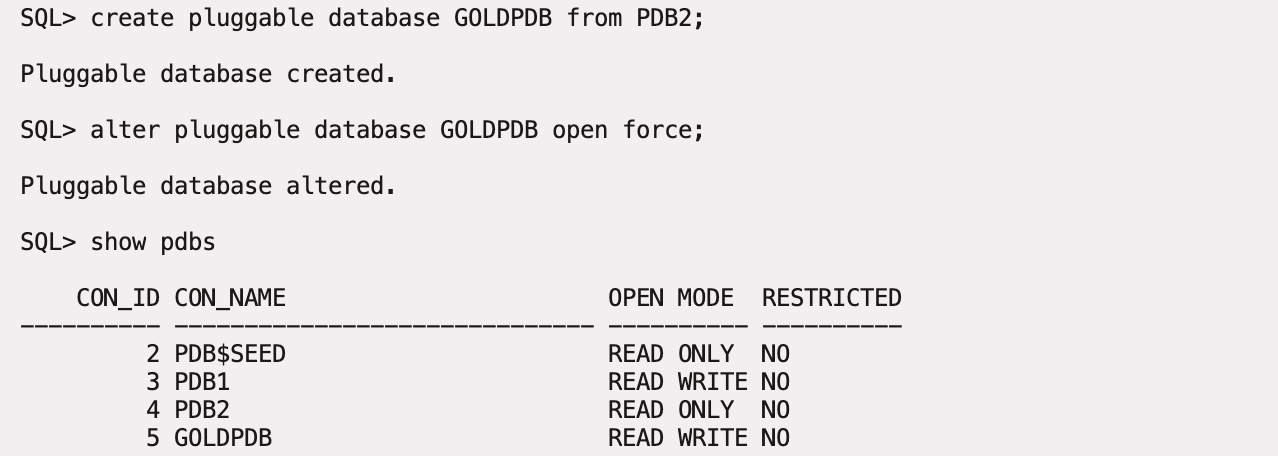 SQL> create pluggable database GOLDPDB from PDB2;
Pluggable database created.
SQL> alter pluggable database GOLDPDB open force;
Pluggable database altered.
SQL> show pdbs
    CON_ID CON_NAME                       OPEN MODE  RESTRICTED
---------- ------------------------------ ---------- ----------
         2 PDB$SEED                       READ ONLY  NO
         3 PDB1                           READ WRITE NO
         4 PDB2                           READ ONLY  NO
         5 GOLDPDB                        READ WRITE NO